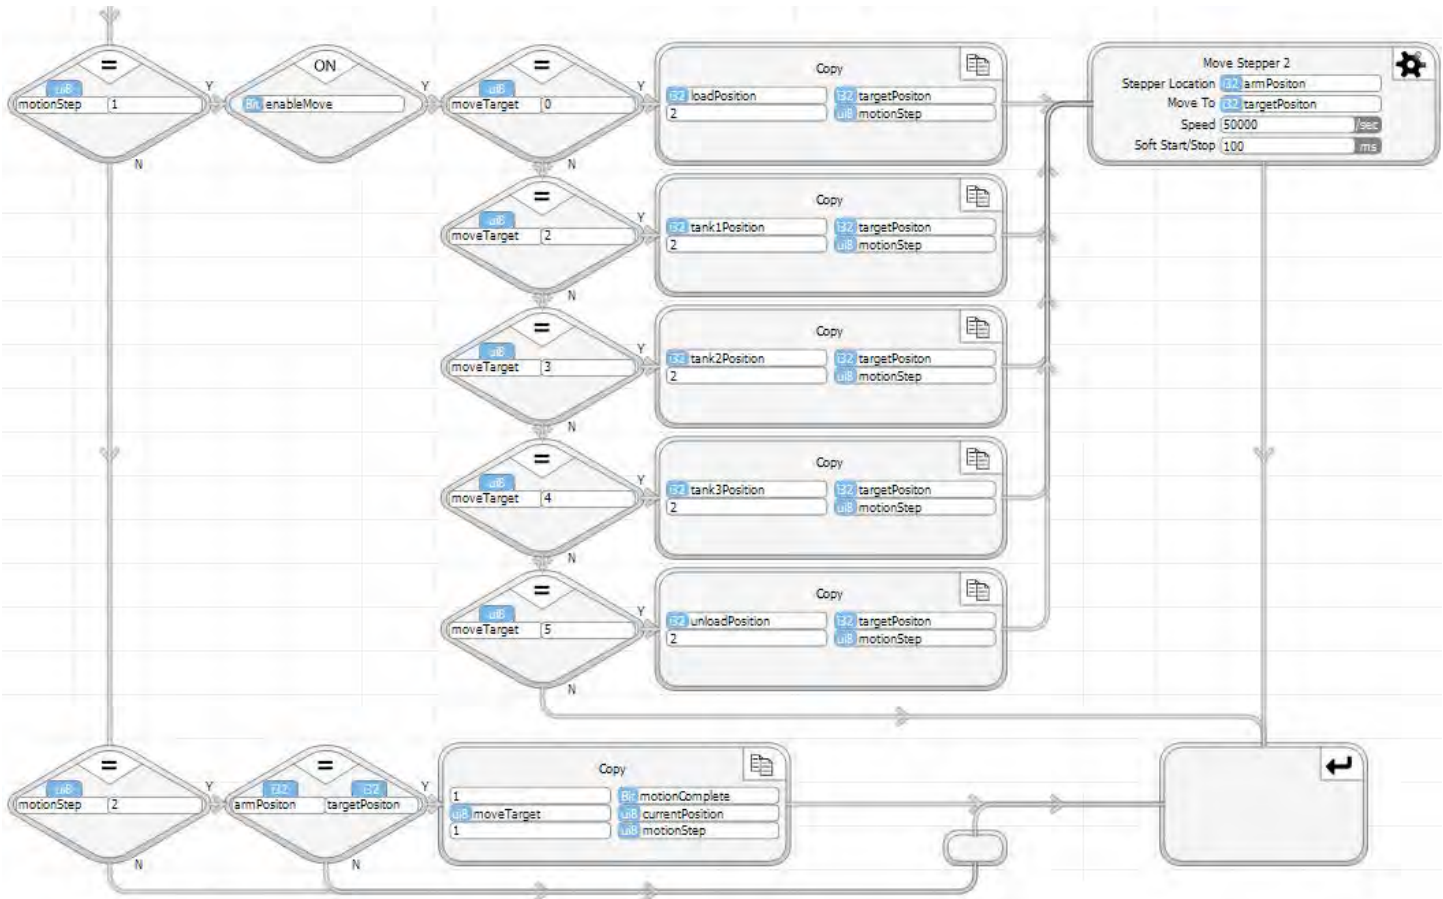 =
ui8
motionStep 1
Y
N
ON
Bit enableMove
Y
=
ui8
moveTarget 0
Y
N
Copy
i32 loadPosition i32 targetPositon
2 ui8 motionStep
Move Stepper 2
Stepper Location i32 armPositon
Move To i32 targetPositon
Speed 50000 /sec
Soft Start/Stop 100 ms
=
ui8
moveTarget 2
Y
N
Copy
i32 tank1Position i32 targetPositon
2 ui8 motionStep
=
ui8
moveTarget 3
Y
N
Copy
i32 tank2Position i32 targetPositon
2 ui8 motionStep
=
ui8
moveTarget 4
Y
N
Copy
i32 tank3Position i32 targetPositon
2 ui8 motionStep
=
ui8
moveTarget 5
Y
N
Copy
i32 unloadPosition i32 targetPositon
2 ui8 motionStep
=
ui8
motionStep 2
Y
N
=
i32 i32
armPositon targetPositon
Y
N
Copy
1 Bit motionComplete
ui8 moveTarget ui8 currentPosition
1 ui8 motionStep